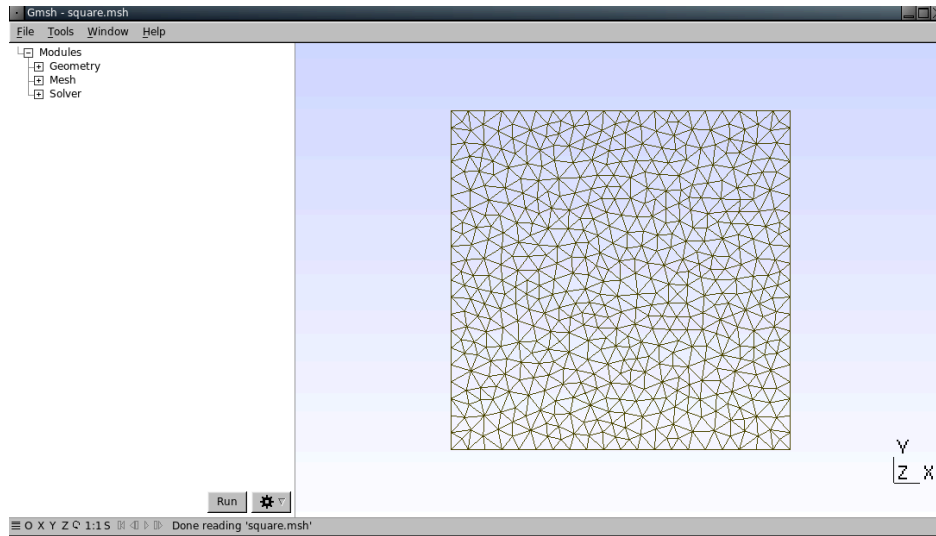 Gmsh - square.msh
File Tools Window Help
Modules
Geometry
Mesh
Solver
Y
Z X
Run
O X Y Z 1:1 S Done reading 'square.msh'